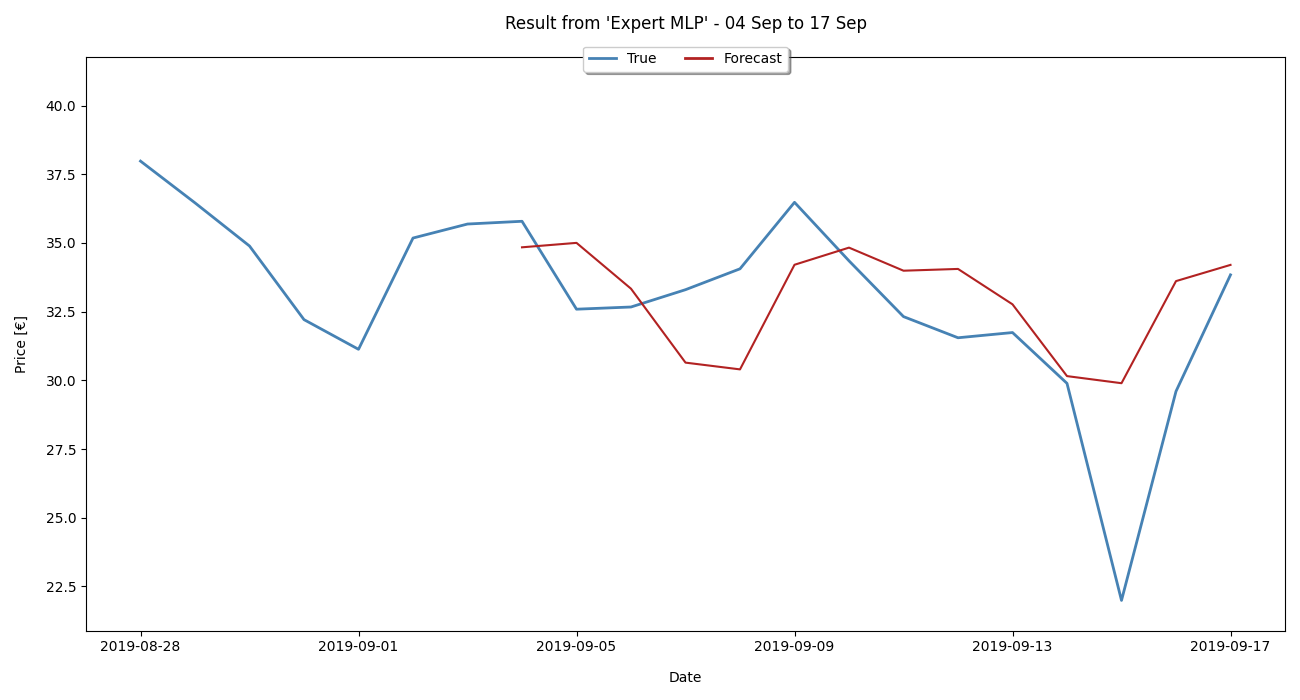 Result from 'Expert MLP' - 04 Sep to 17 Sep
True Forecast
40.0
37.5
35.0
32.5
30.0
27.5
25.0
22.5
Price [€]
2019-08-28 2019-09-01 2019-09-05 2019-09-09 2019-09-13 2019-09-17
Date